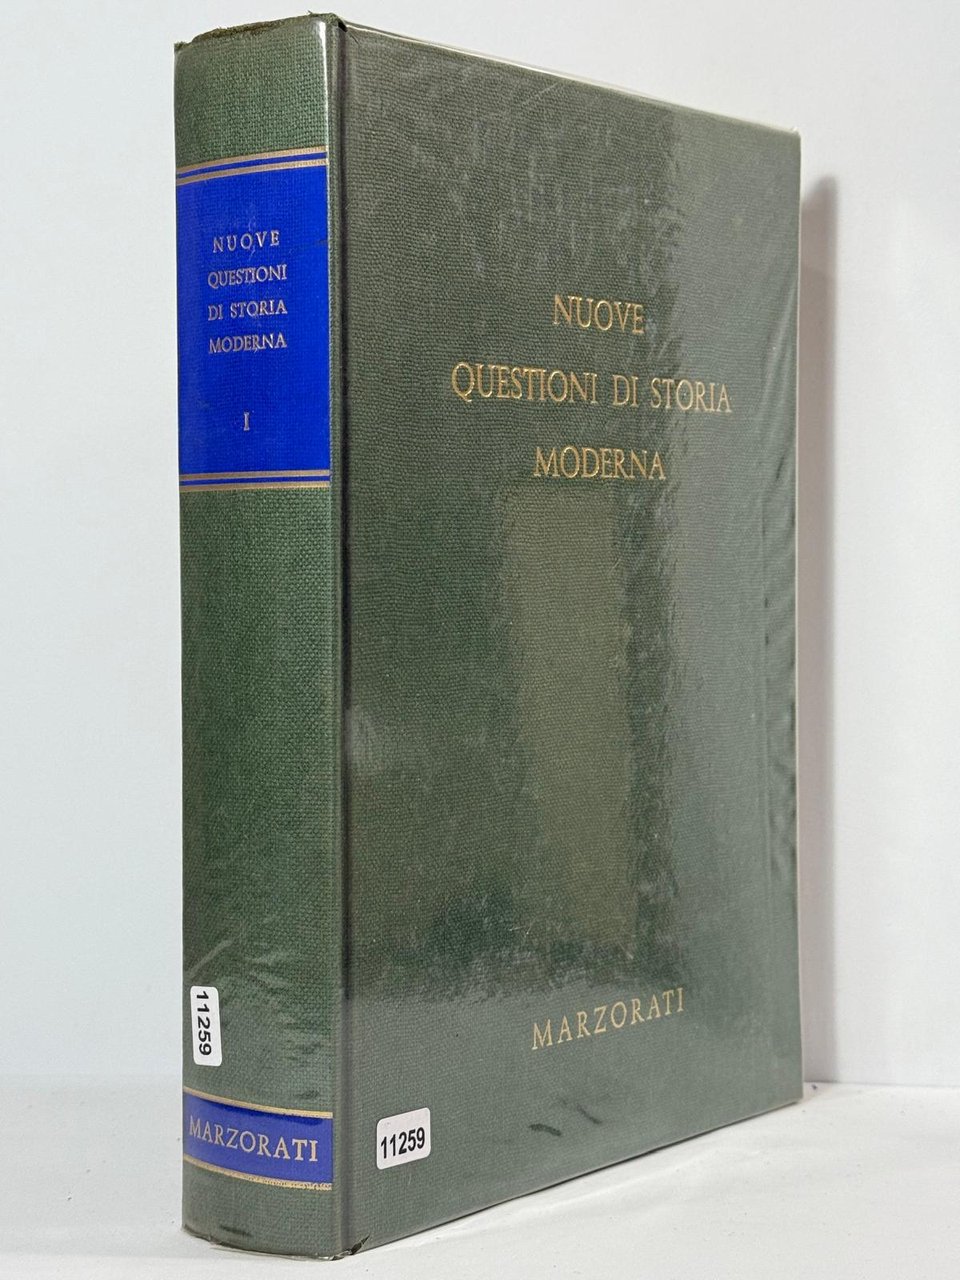 NUOVE
QUESTIONI
DI STORIA
MODERNA
I
11259
MARZORATI
NUOVE
QUESTIONI DI STORIA
MODERNA
MARZORATI
11259